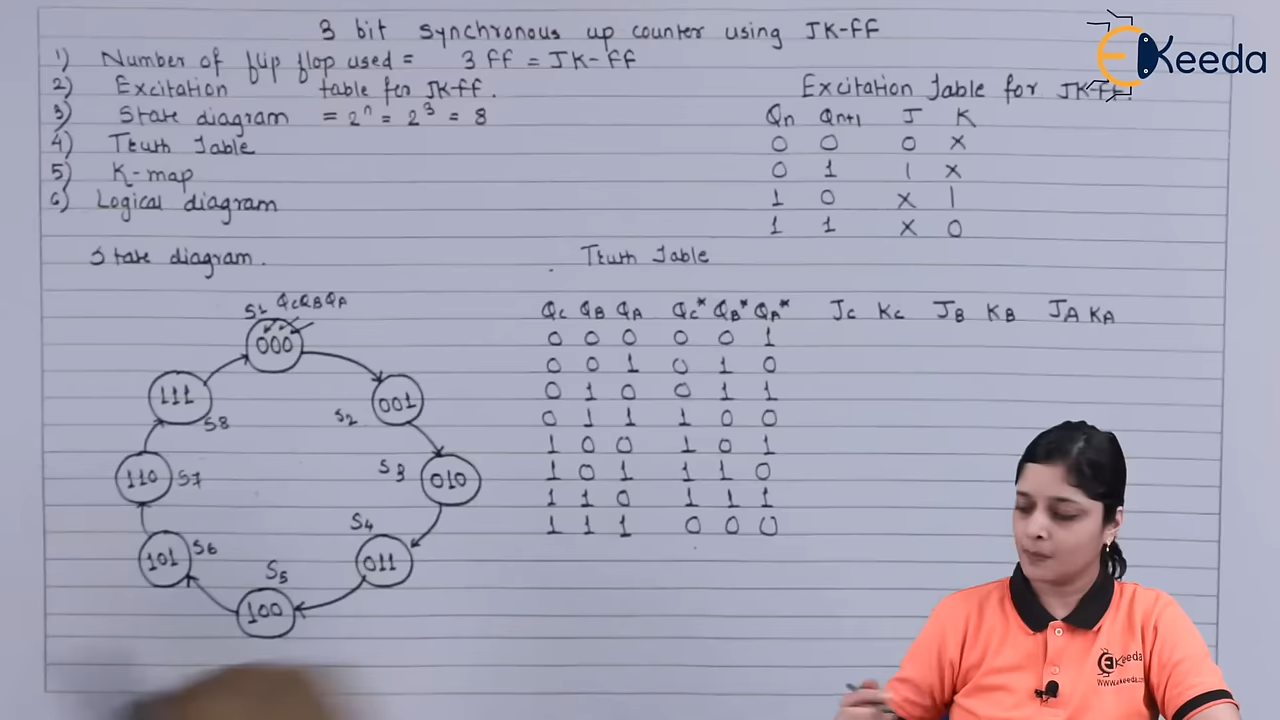 3 bit synchronous up counter using JK-FF
EKeeda
1) Number of flip flop used = 3 FF = JK-FF
2) Excitation table for JK-FF.
3) State diagram = 2^n = 2^3 = 8
4) Truth Table
5) K-map
6) Logical diagram
Excitation Table for JK-FF.
Qn Qn+1 J K
0 0 0 X
0 1 1 X
1 0 X 1
1 1 X 0
State diagram.
S1 QCQBQA
000
111
S8
001
S2
110 S7
S3 010
101 S6
S4
011
S5
100
Truth Table
QC QB QA QC* QB* QA* JC KC JB KB JA KA
0 0 0 0 0 1
0 0 1 0 1 0
0 1 0 0 1 1
0 1 1 1 0 0
1 0 0 1 0 1
1 0 1 1 1 0
1 1 0 1 1 1
1 1 1 0 0 0
EKeeda